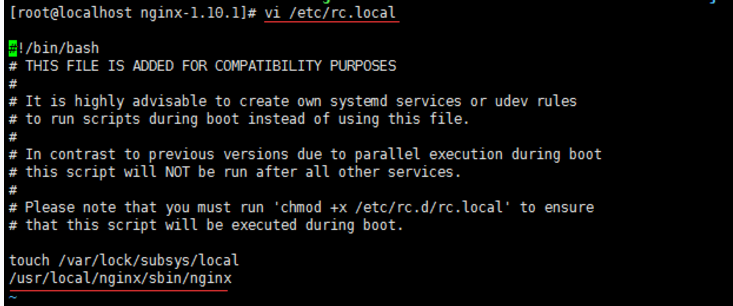 [root@localhost nginx-1.10.1]# vi /etc/rc.local
#!/bin/bash
# THIS FILE IS ADDED FOR COMPATIBILITY PURPOSES
#
# It is highly advisable to create own systemd services or udev rules
# to run scripts during boot instead of using this file.
#
# In contrast to previous versions due to parallel execution during boot
# this script will NOT be run after all other services.
#
# Please note that you must run 'chmod +x /etc/rc.d/rc.local' to ensure
# that this script will be executed during boot.
touch /var/lock/subsys/local
/usr/local/nginx/sbin/nginx
~